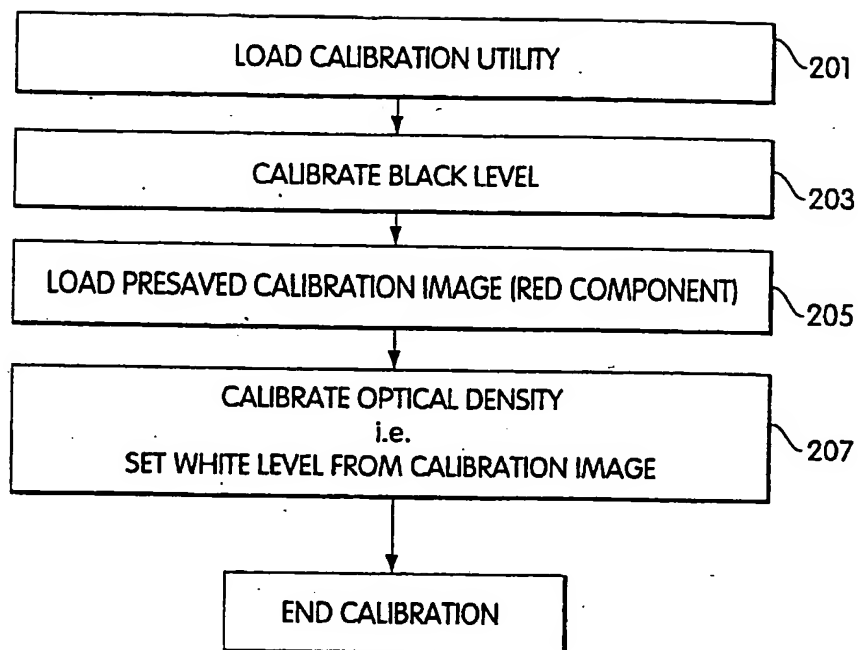 LOAD CALIBRATION UTILITY
201
CALIBRATE BLACK LEVEL
203
LOAD PRESAVED CALIBRATION IMAGE (RED COMPONENT)
205
CALIBRATE OPTICAL DENSITY
i.e.
SET WHITE LEVEL FROM CALIBRATION IMAGE
207
END CALIBRATION